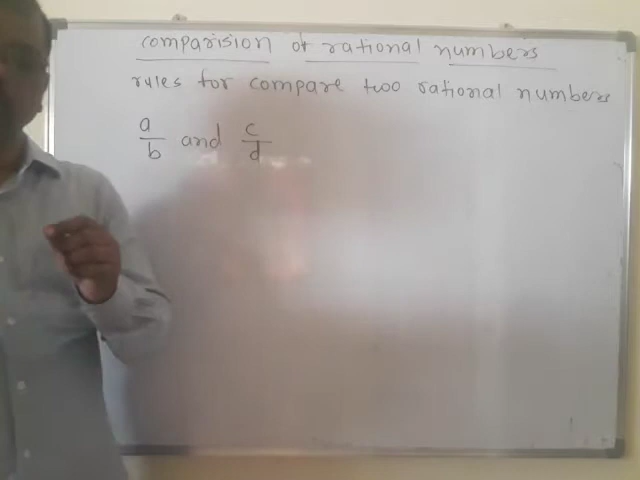 comparision of rational numbers
rules for compare two rational numbers
a/b and c/d